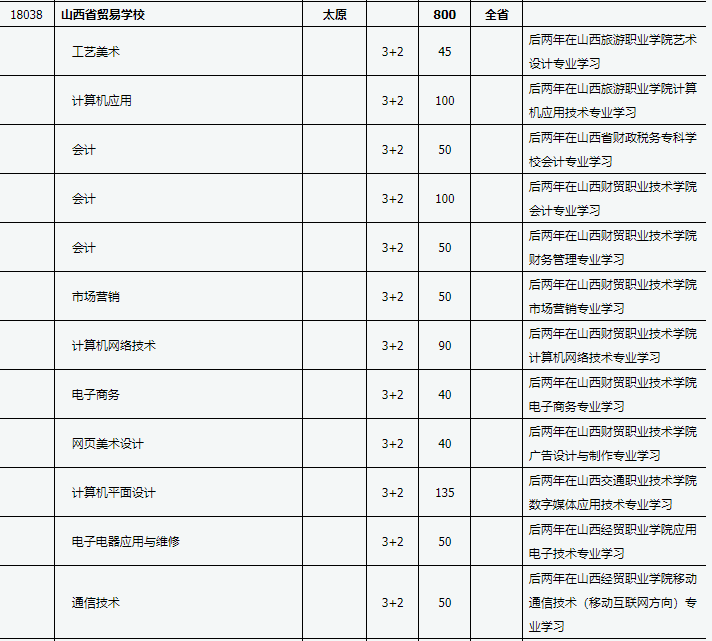 18038 山西省贸易学校 太原 800 全省
工艺美术 3+2 45 后两年在山西旅游职业学院艺术
设计专业学习
计算机应用 3+2 100 后两年在山西旅游职业学院计算
机应用技术专业学习
会计 3+2 50 后两年在山西省财政税务专科学
校会计专业学习
会计 3+2 100 后两年在山西财贸职业技术学院
会计专业学习
会计 3+2 50 后两年在山西财贸职业技术学院
财务管理专业学习
市场营销 3+2 50 后两年在山西财贸职业技术学院
市场营销专业学习
计算机网络技术 3+2 90 后两年在山西财贸职业技术学院
计算机网络技术专业学习
电子商务 3+2 40 后两年在山西财贸职业技术学院
电子商务专业学习
网页美术设计 3+2 40 后两年在山西财贸职业技术学院
广告设计与制作专业学习
计算机平面设计 3+2 135 后两年在山西交通职业技术学院
数字媒体应用技术专业学习
电子电器应用与维修 3+2 50 后两年在山西经贸职业学院应用
电子技术专业学习
通信技术 3+2 50 后两年在山西经贸职业学院移动
通信技术（移动互联网方向）专
业学习